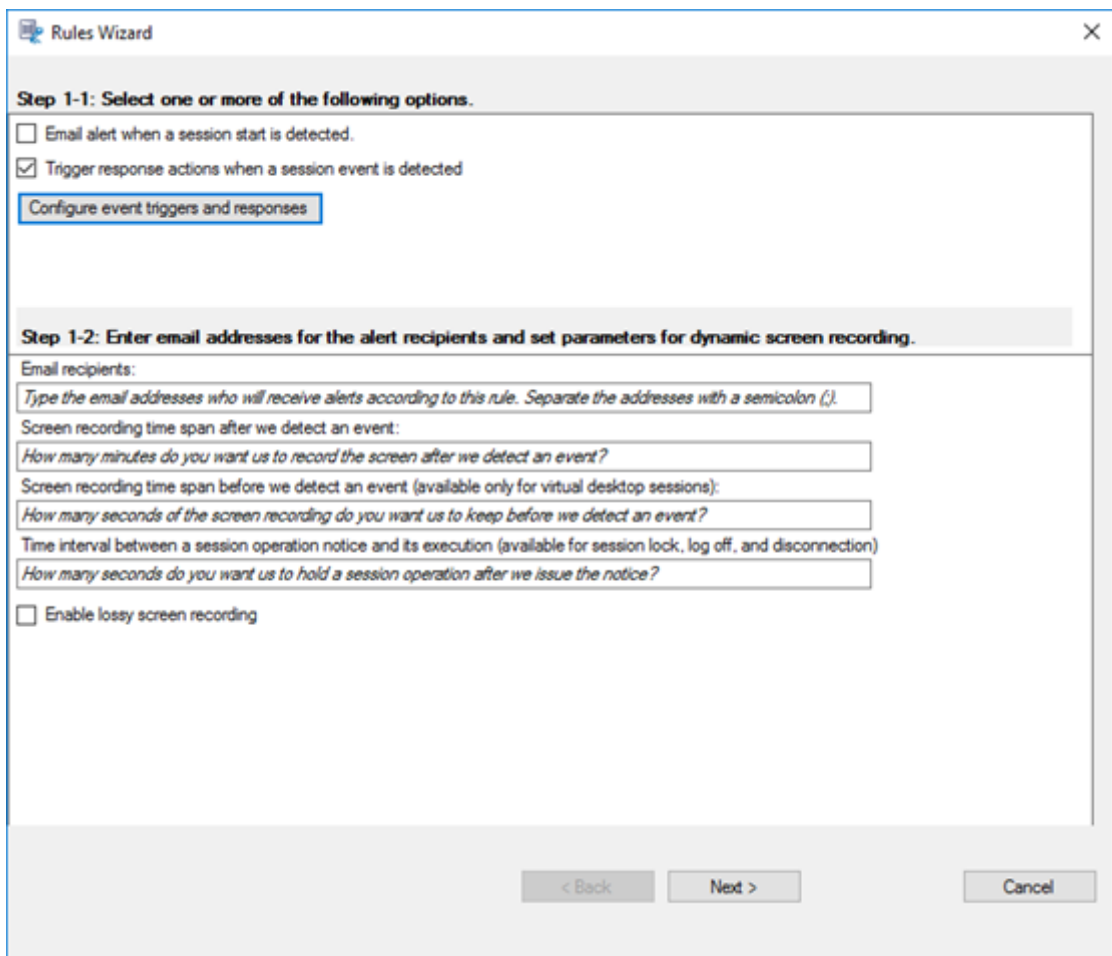 Rules Wizard
Step 1-1: Select one or more of the following options.
Email alert when a session start is detected.
Trigger response actions when a session event is detected
Configure event triggers and responses
Step 1-2: Enter email addresses for the alert recipients and set parameters for dynamic screen recording.
Email recipients:
Type the email addresses who will receive alerts according to this rule. Separate the addresses with a semicolon (;).
Screen recording time span after we detect an event:
How many minutes do you want us to record the screen after we detect an event?
Screen recording time span before we detect an event (available only for virtual desktop sessions):
How many seconds of the screen recording do you want us to keep before we detect an event?
Time interval between a session operation notice and its execution (available for session lock, log off, and disconnection)
How many seconds do you want us to hold a session operation after we issue the notice?
Enable lossy screen recording
< Back Next > Cancel